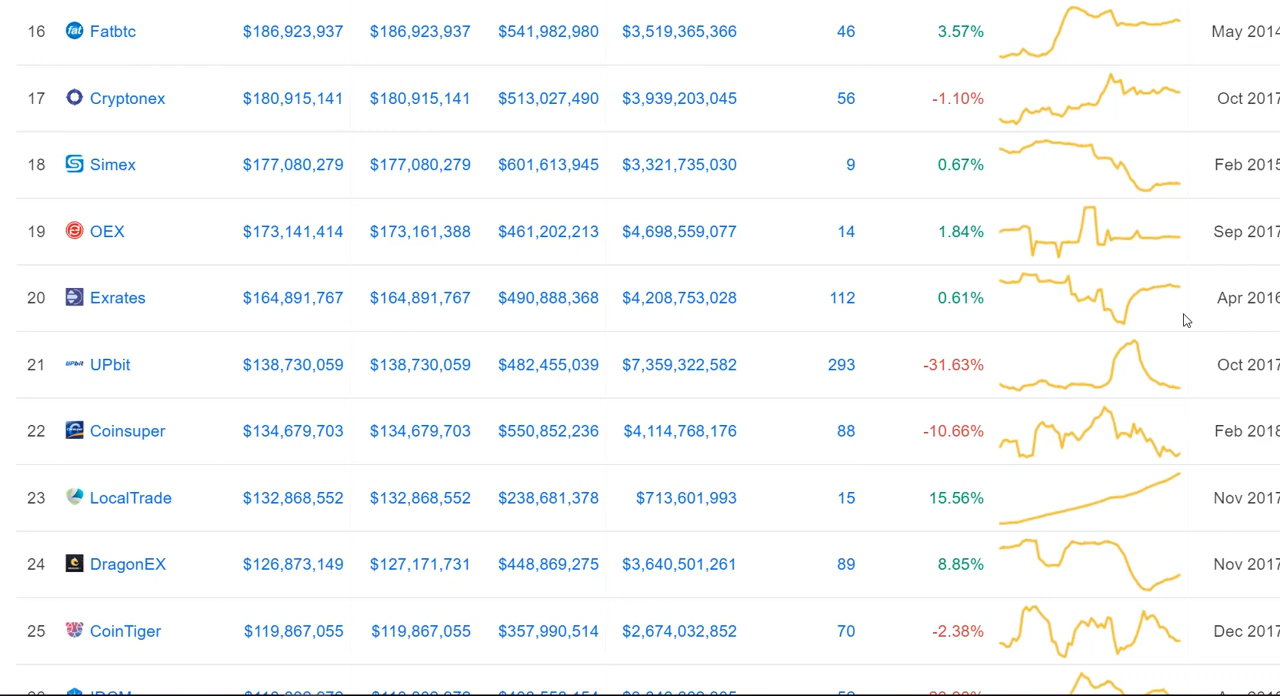 16 fat Fatbtc $186,923,937 $186,923,937 $541,982,980 $3,519,365,366 46 3.57% May 2014
17 Cryptonex $180,915,141 $180,915,141 $513,027,490 $3,939,203,045 56 -1.10% Oct 2017
18 Simex $177,080,279 $177,080,279 $601,613,945 $3,321,735,030 9 0.67% Feb 2015
19 OEX $173,141,414 $173,161,388 $461,202,213 $4,698,559,077 14 1.84% Sep 2017
20 Exrates $164,891,767 $164,891,767 $490,888,368 $4,208,753,028 112 0.61% Apr 2016
21 UPbit UPbit $138,730,059 $138,730,059 $482,455,039 $7,359,322,582 293 -31.63% Oct 2017
22 Coinsuper $134,679,703 $134,679,703 $550,852,236 $4,114,768,176 88 -10.66% Feb 2018
23 LocalTrade $132,868,552 $132,868,552 $238,681,378 $713,601,993 15 15.56% Nov 2017
24 DragonEX $126,873,149 $127,171,731 $448,869,275 $3,640,501,261 89 8.85% Nov 2017
25 CoinTiger $119,867,055 $119,867,055 $357,990,514 $2,674,032,852 70 -2.38% Dec 2017